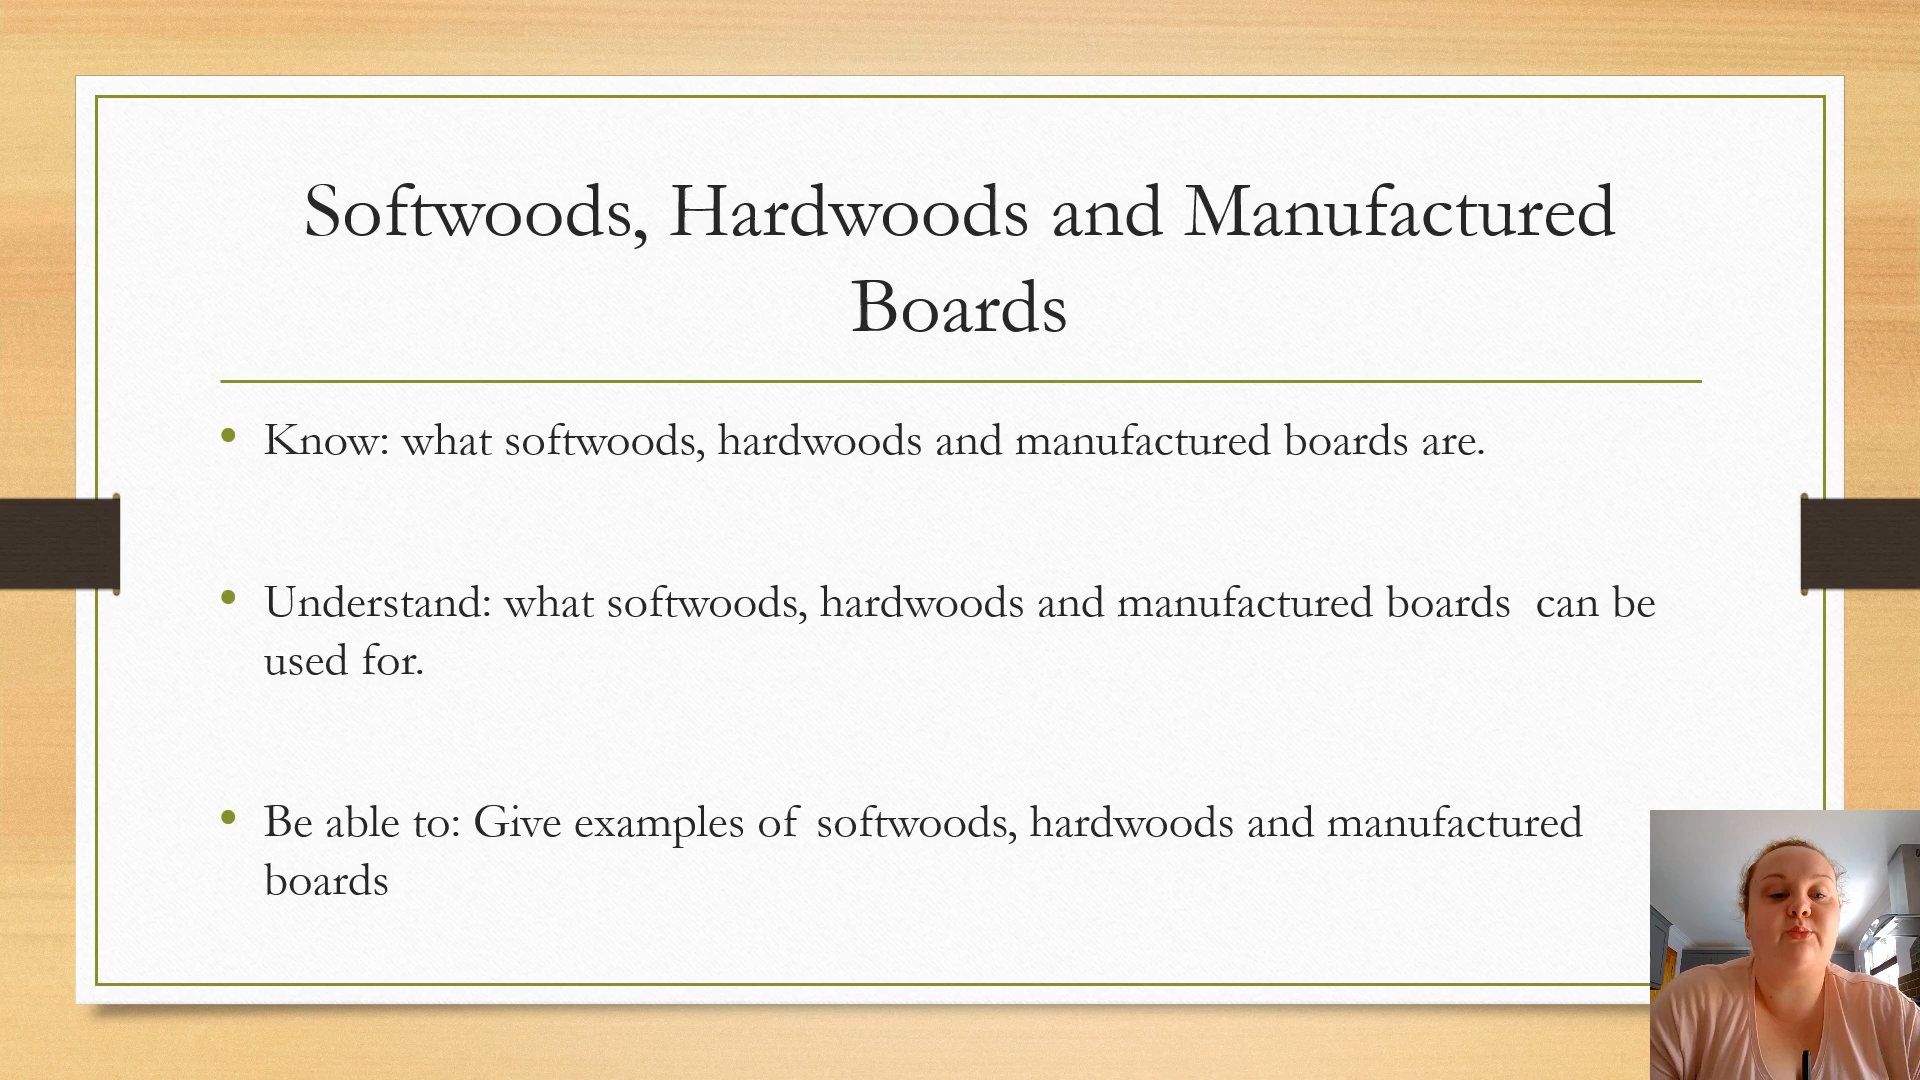 Softwoods, Hardwoods and Manufactured
Boards
• Know: what softwoods, hardwoods and manufactured boards are.
• Understand: what softwoods, hardwoods and manufactured boards  can be
used for.
• Be able to: Give examples of softwoods, hardwoods and manufactured
boards